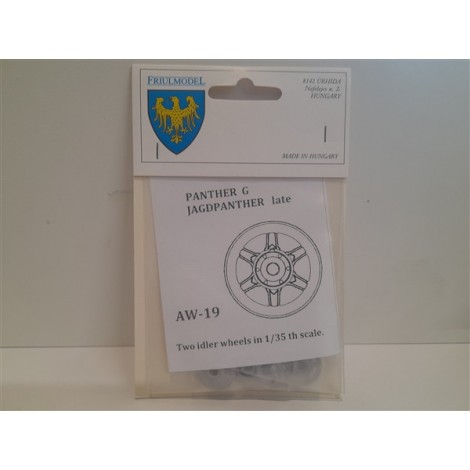 FRIULMODEL
8142 ÚRHIDA
Nefelejcs u. 2.
HUNGARY
MADE IN HUNGARY
PANTHER G
JAGDPANTHER late
AW-19
Two idler wheels in 1/35 th scale.